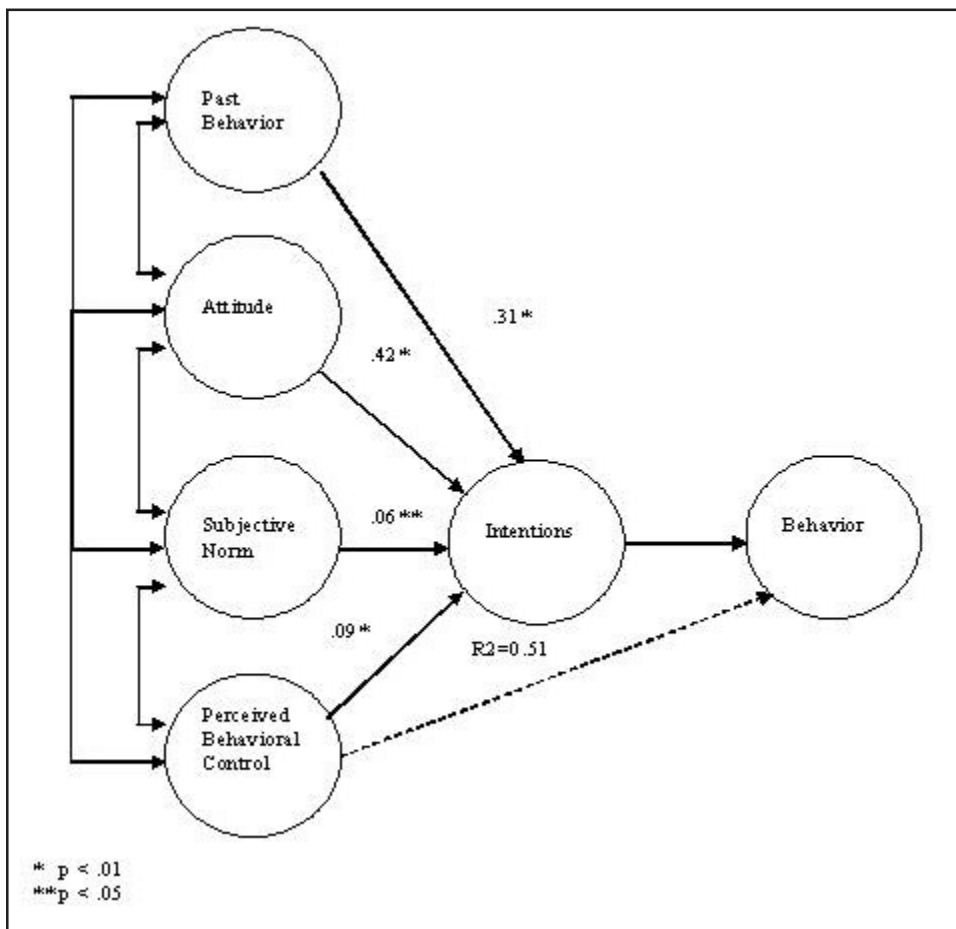 Past
Behavior
.31*
Attitude
.42*
Subjective
Norm
.06**
Intentions
Behavior
.09*
R2=0.51
Perceived
Behavioral
Control
* p < .01
**p < .05